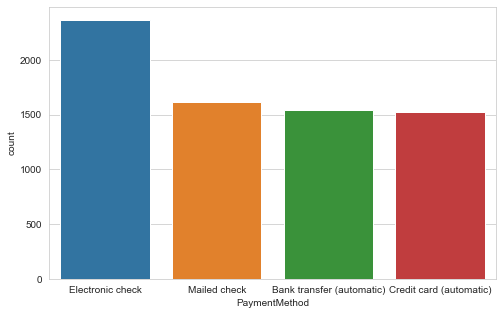 2000
1500
1000
500
0
count
Electronic check
Mailed check
Bank transfer (automatic)
Credit card (automatic)
PaymentMethod